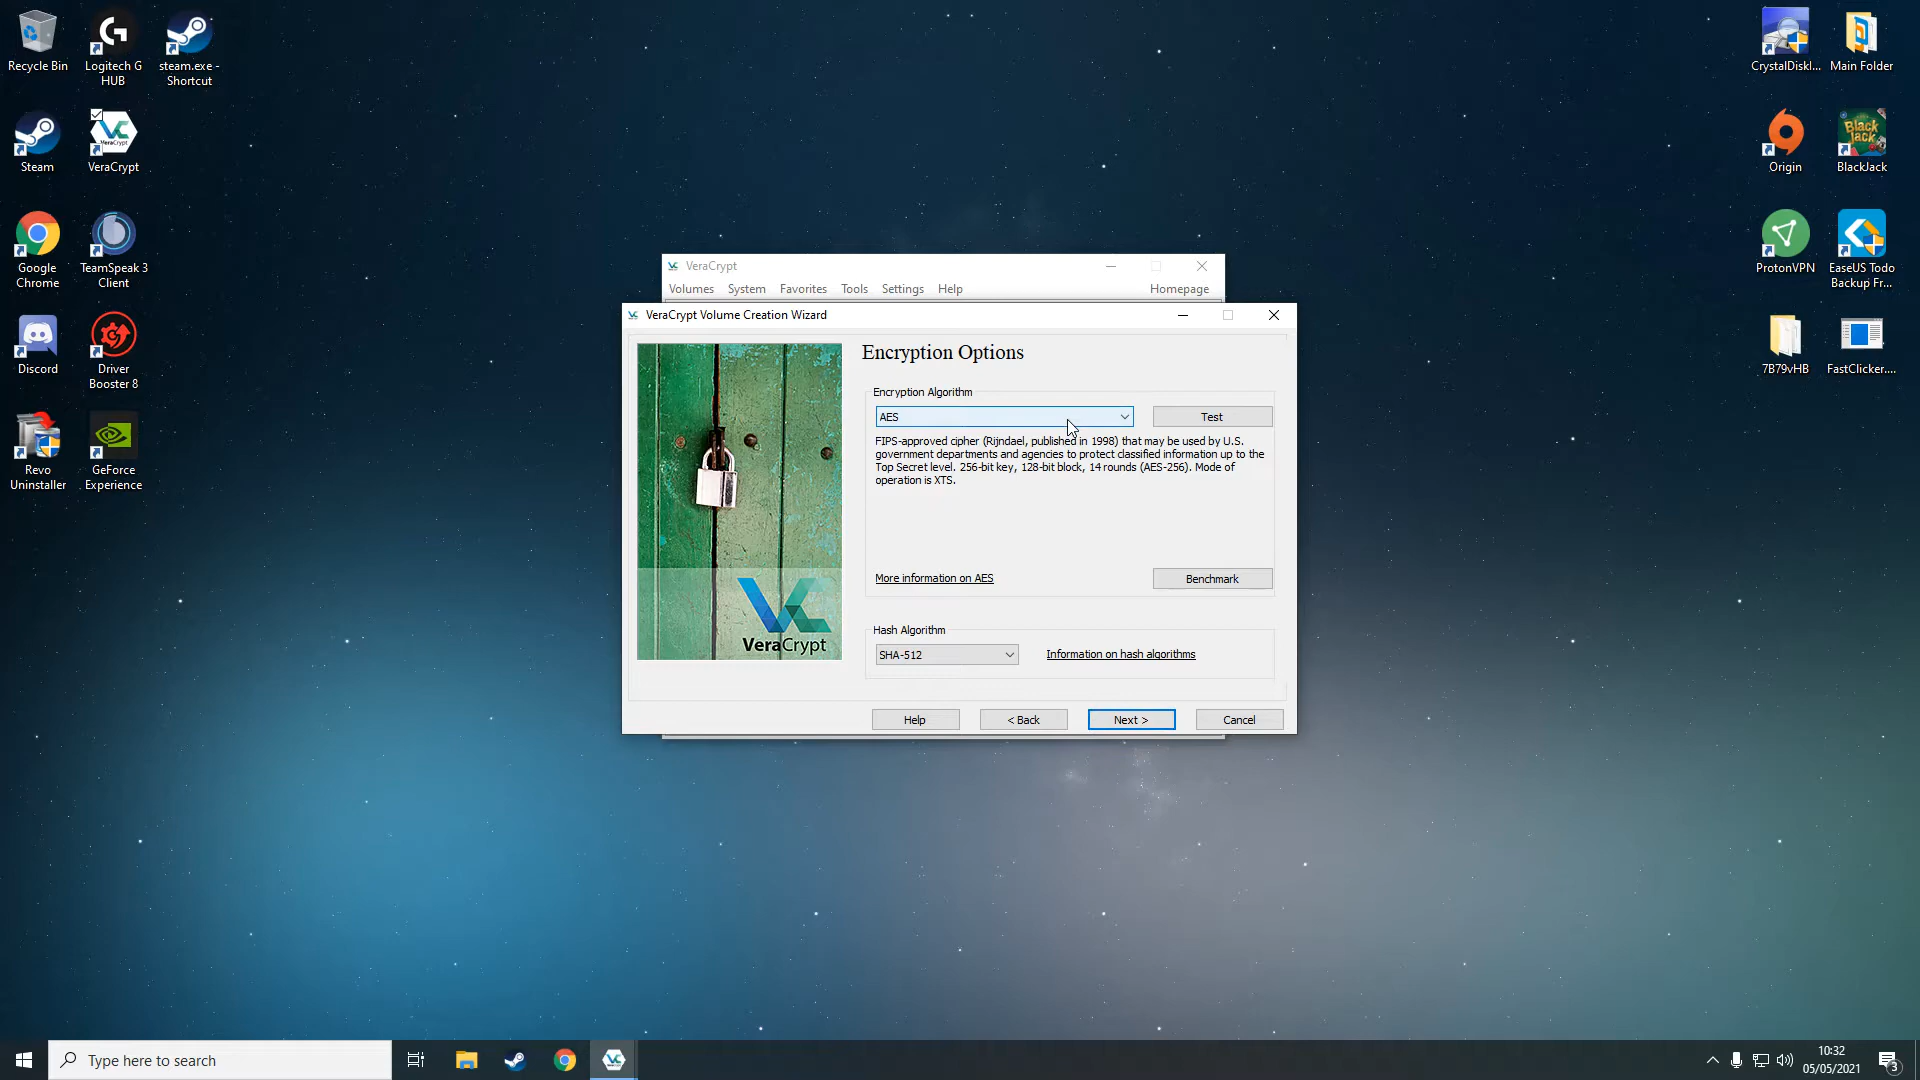 Recycle Bin
Logitech G
HUB
steam.exe -
Shortcut
Steam
VeraCrypt
VeraCrypt
Google
Chrome
TeamSpeak 3
Client
Discord
Driver
Booster 8
Revo
Uninstaller
GeForce
Experience
CrystalDiskI...
Main Folder
Origin
Black
Jack
BlackJack
ProtonVPN
EaseUS Todo
Backup Fr...
7B79vHB
FastClicker....
VeraCrypt
Volumes System Favorites Tools Settings Help Homepage
VeraCrypt Volume Creation Wizard
Encryption Options
Encryption Algorithm
AES
Test
FIPS-approved cipher (Rijndael, published in 1998) that may be used by U.S.
government departments and agencies to protect classified information up to the
Top Secret level. 256-bit key, 128-bit block, 14 rounds (AES-256). Mode of
operation is XTS.
More information on AES
Benchmark
VeraCrypt
Hash Algorithm
SHA-512
Information on hash algorithms
Help
< Back
Next >
Cancel
Type here to search
10:32
05/05/2021
3